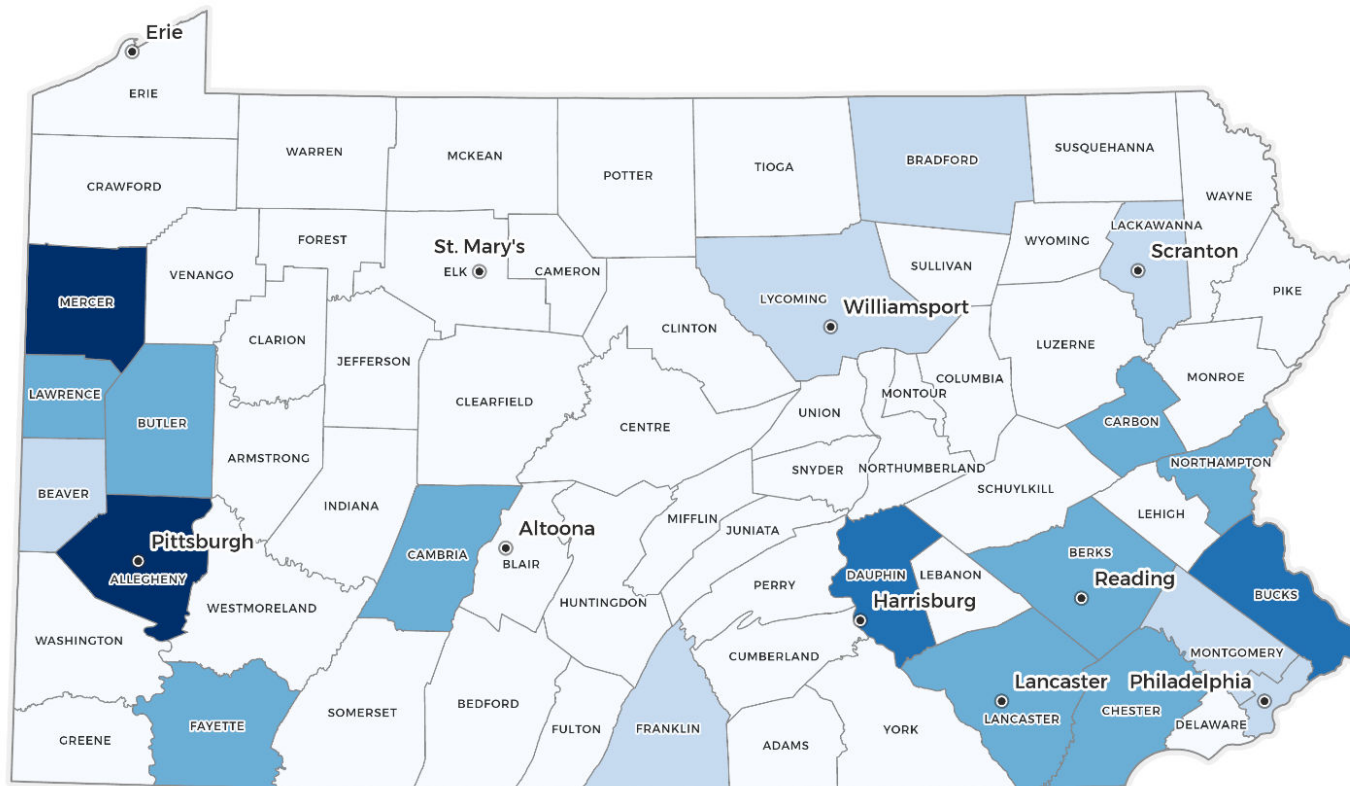 Erie
ERIE
WARREN
MCKEAN
POTTER
TIOGA
BRADFORD
SUSQUEHANNA
WAYNE
CRAWFORD
FOREST
VENANGO
St. Mary's
ELK
CAMERON
SULLIVAN
WYOMING
LACKAWANNA
Scranton
PIKE
MERCER
LYCOMING
Williamsport
CLINTON
CLARION
JEFFERSON
LUZERNE
MONROE
LAWRENCE
BUTLER
CLEARFIELD
CENTRE
UNION
MONTOUR
COLUMBIA
CARBON
ARMSTRONG
SNYDER
NORTHUMBERLAND
NORTHAMPTON
BEAVER
INDIANA
SCHUYLKILL
MIFFLIN
JUNIATA
LEHIGH
Pittsburgh
ALLEGHENY
CAMBRIA
Altoona
BLAIR
PERRY
DAUPHIN
LEBANON
BERKS
Reading
BUCKS
WESTMORELAND
HUNTINGDON
Harrisburg
WASHINGTON
CUMBERLAND
MONTGOMERY
Lancaster
LANCASTER
Philadelphia
CHESTER
DELAWARE
GREENE
FAYETTE
SOMERSET
BEDFORD
FULTON
FRANKLIN
ADAMS
YORK